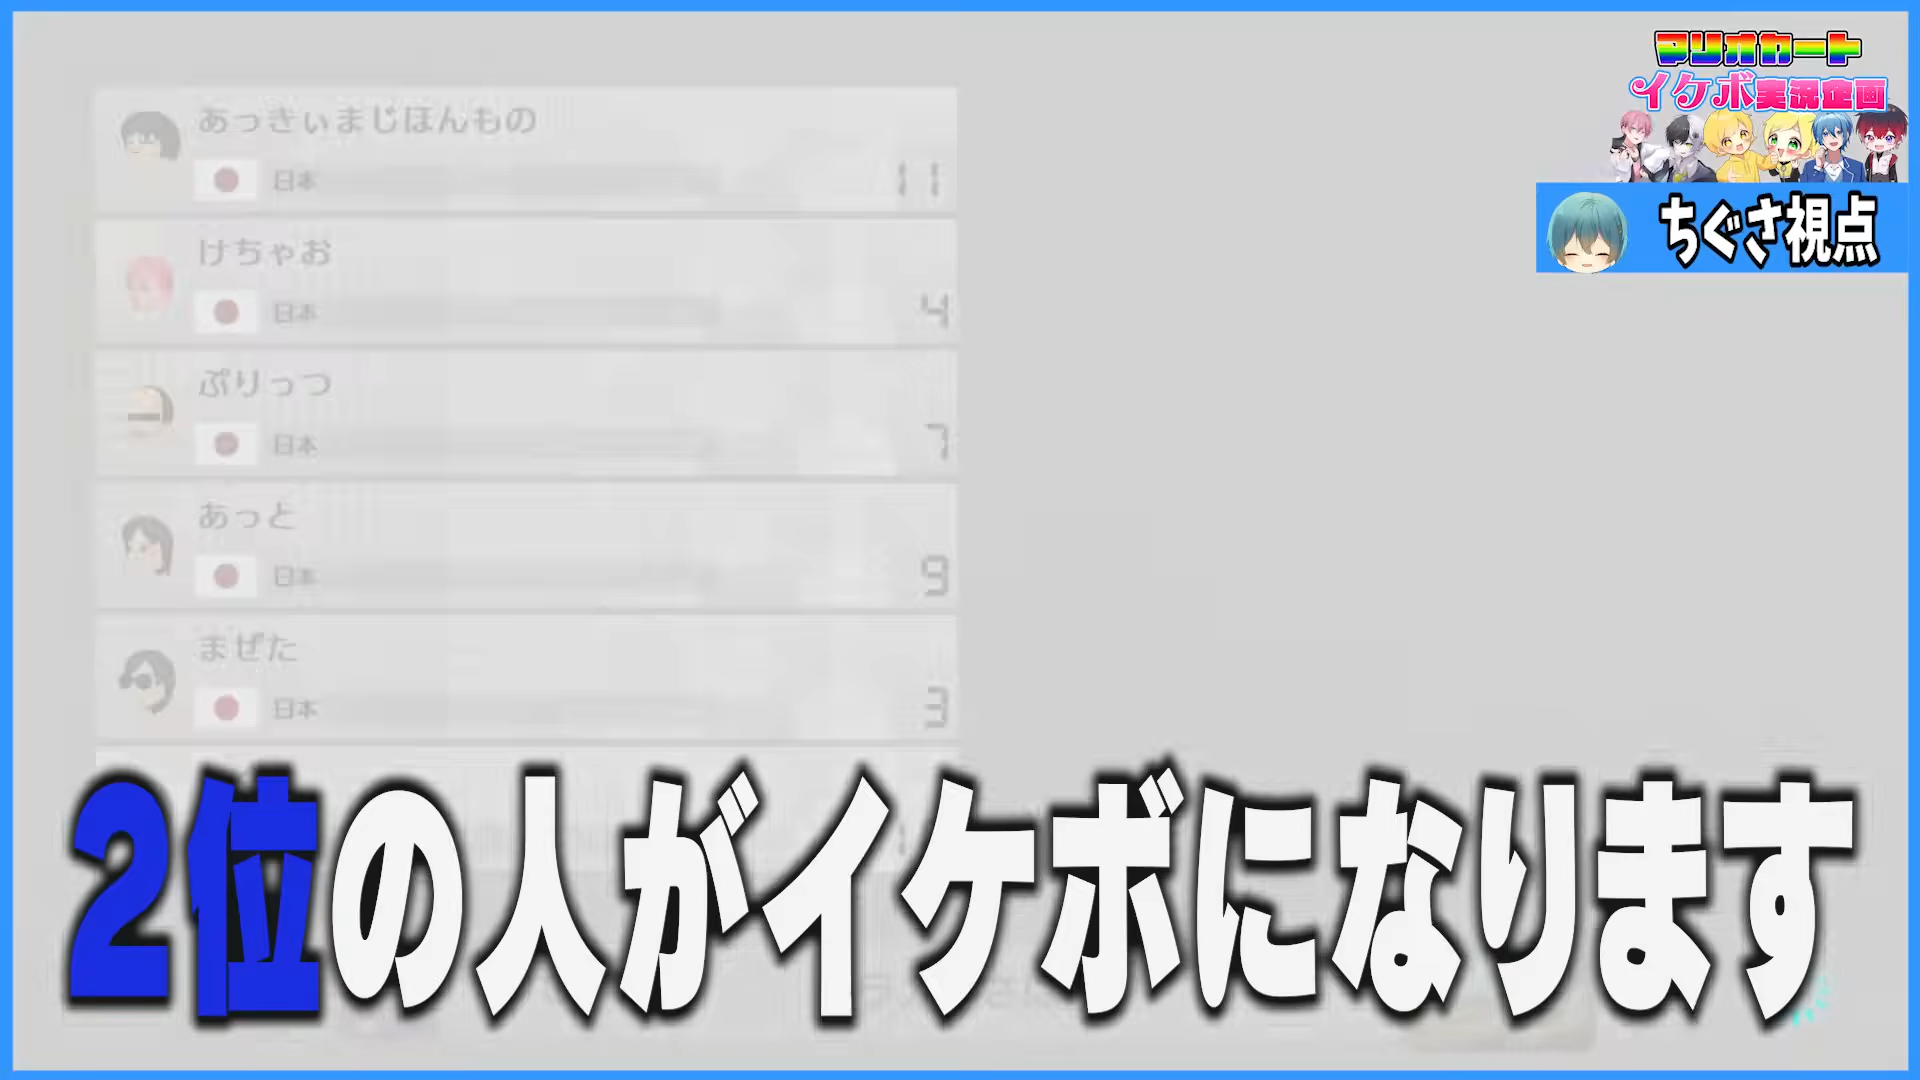 マリオカート
イケボ実況企画
ちぐさ視点
あっきぃまじほんもの
日本 11
けちゃお
日本 4
ぷりっつ
日本 7
あっと
日本 9
まぜた
日本 3
2位の人がイケボになります